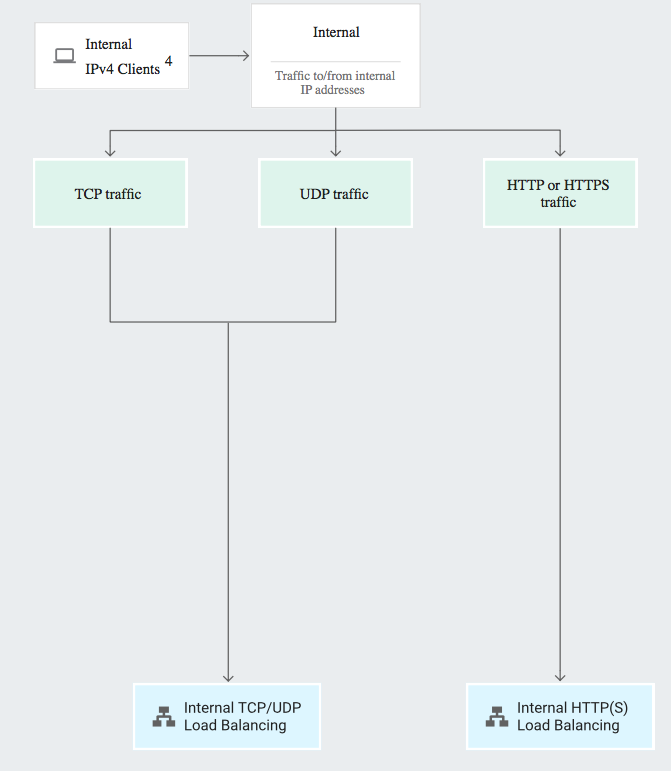 Internal
IPv4 Clients 4
Internal
Traffic to/from internal
IP addresses
TCP traffic
UDP traffic
HTTP or HTTPS
traffic
Internal TCP/UDP
Load Balancing
Internal HTTP(S)
Load Balancing